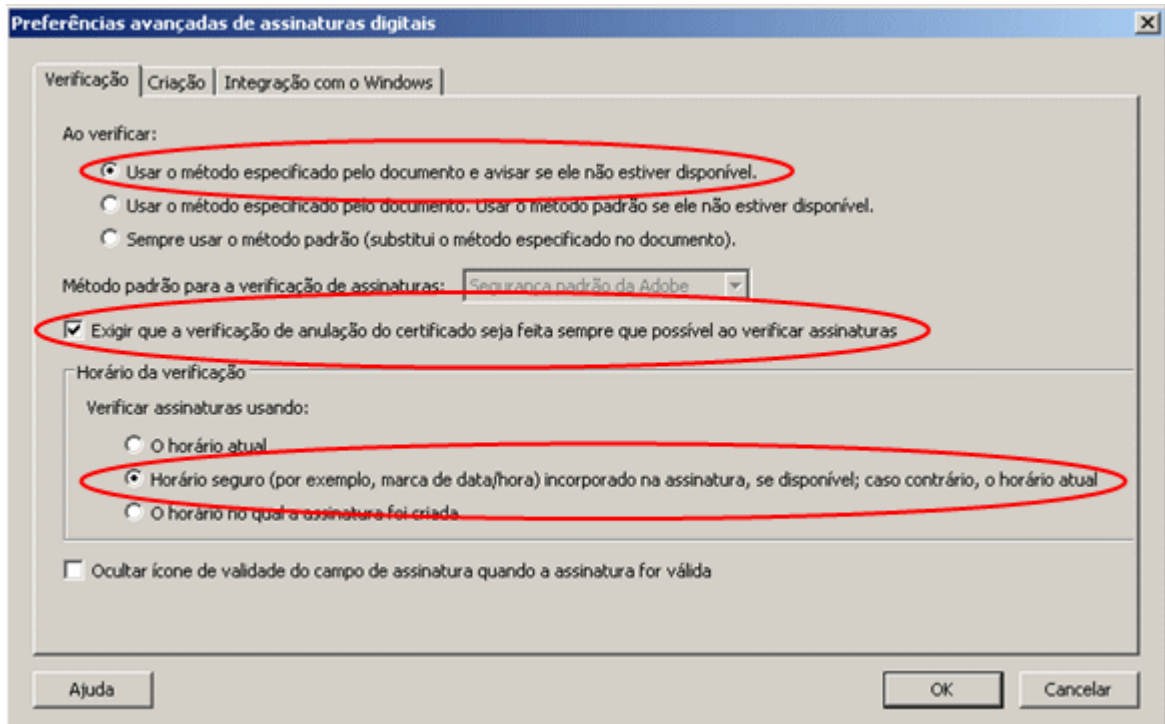 Preferências avançadas de assinaturas digitais
Verificação
Criação
Integração com o Windows
Ao verificar:
Usar o método especificado pelo documento e avisar se ele não estiver disponível.
Usar o método especificado pelo documento. Usar o método padrão se ele não estiver disponível.
Sempre usar o método padrão (substitui o método especificado no documento).
Método padrão para a verificação de assinaturas: Segurança padrão da Adobe
Exigir que a verificação de anulação do certificado seja feita sempre que possível ao verificar assinaturas
Horário da verificação
Verificar assinaturas usando:
O horário atual
Horário seguro (por exemplo, marca de data/hora) incorporado na assinatura, se disponível; caso contrário, o horário atual
O horário no qual a assinatura foi criada
Ocultar ícone de validade do campo de assinatura quando a assinatura for válida
Ajuda
OK
Cancelar